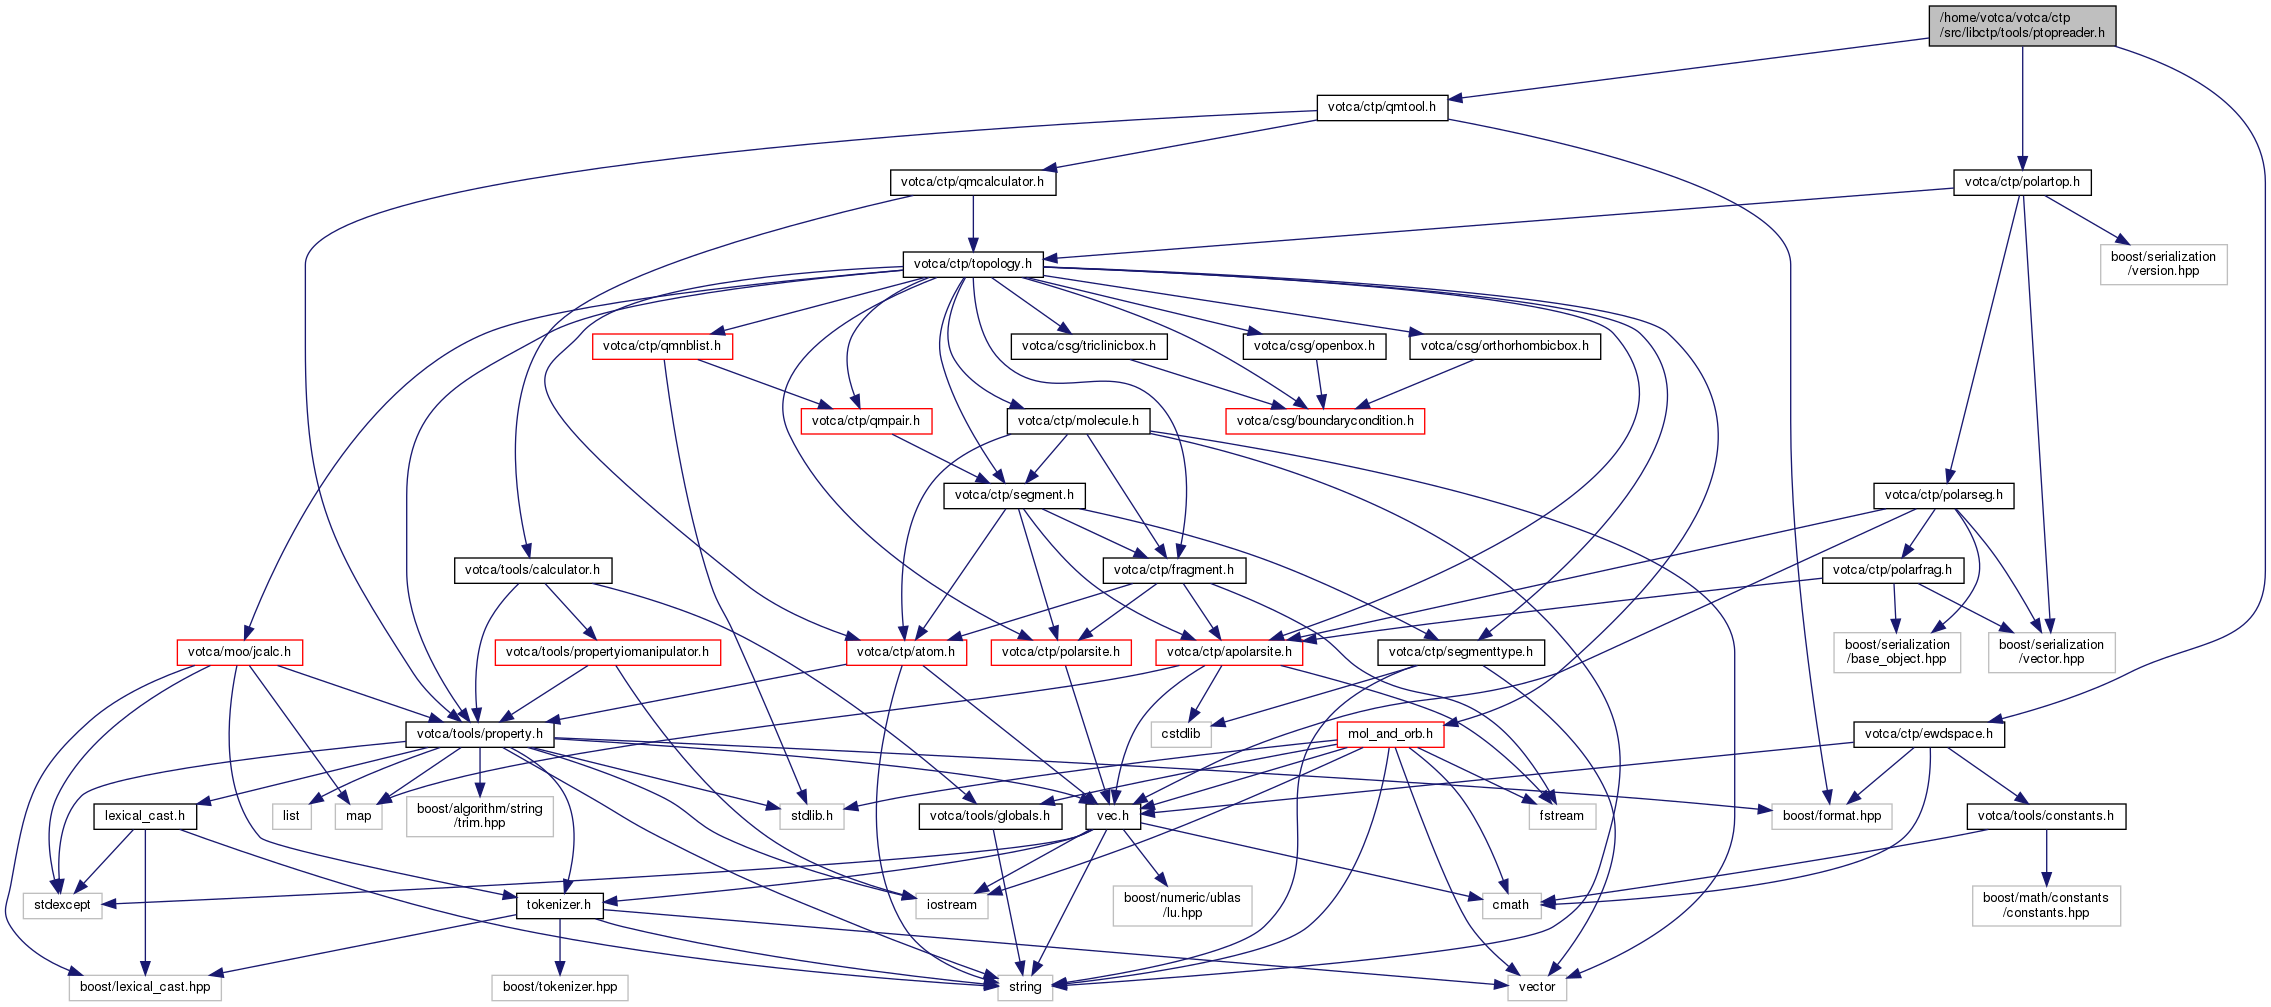 /home/votca/votca/ctp
/src/libctp/tools/ptopreader.h
votca/ctp/qmtool.h
votca/ctp/qmcalculator.h
votca/ctp/polartop.h
votca/ctp/topology.h
boost/serialization
/version.hpp
votca/ctp/qmnblist.h
votca/csg/triclinicbox.h
votca/csg/openbox.h
votca/csg/orthorhombicbox.h
votca/ctp/qmpair.h
votca/ctp/molecule.h
votca/csg/boundarycondition.h
votca/ctp/segment.h
votca/ctp/polarseg.h
votca/tools/calculator.h
votca/ctp/fragment.h
votca/ctp/polarfrag.h
votca/moo/jcalc.h
votca/tools/propertyiomanipulator.h
votca/ctp/atom.h
votca/ctp/polarsite.h
votca/ctp/apolarsite.h
votca/ctp/segmenttype.h
boost/serialization
/base_object.hpp
boost/serialization
/vector.hpp
votca/tools/property.h
cstdlib
mol_and_orb.h
votca/ctp/ewdspace.h
lexical_cast.h
list
map
boost/algorithm/string
/trim.hpp
stdlib.h
votca/tools/globals.h
vec.h
fstream
boost/format.hpp
votca/tools/constants.h
stdexcept
tokenizer.h
iostream
boost/numeric/ublas
/lu.hpp
cmath
boost/math/constants
/constants.hpp
boost/lexical_cast.hpp
boost/tokenizer.hpp
string
vector